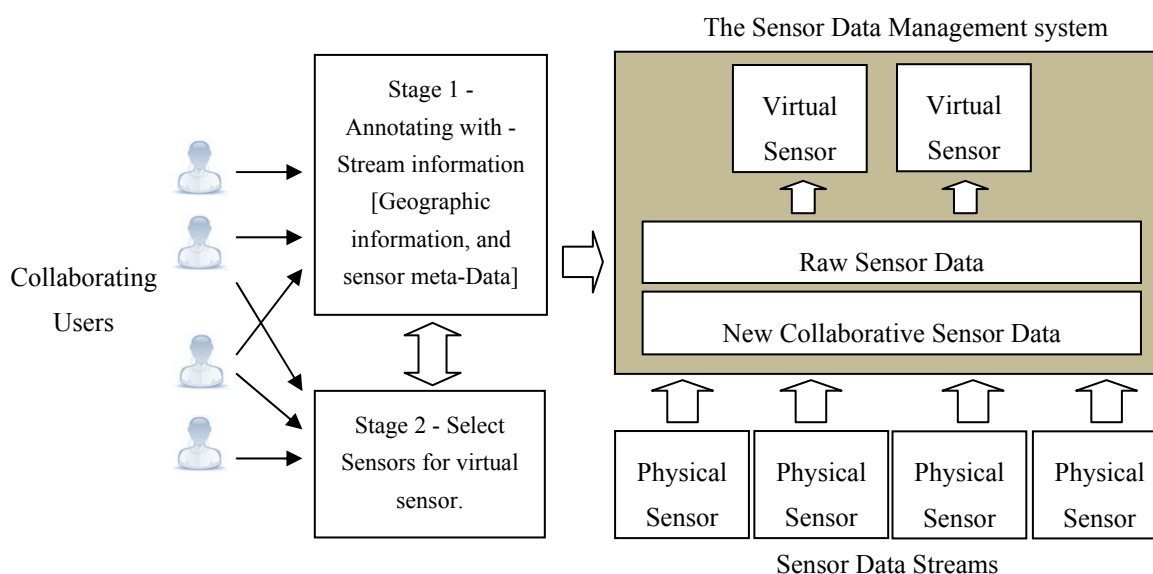 The Sensor Data Management system
Collaborating
Users
Stage 1 -
Annotating with -
Stream information
[Geographic
information, and
sensor meta-Data]
Stage 2 - Select
Sensors for virtual
sensor.
Virtual
Sensor
Virtual
Sensor
Raw Sensor Data
New Collaborative Sensor Data
Physical
Sensor
Physical
Sensor
Physical
Sensor
Physical
Sensor
Sensor Data Streams